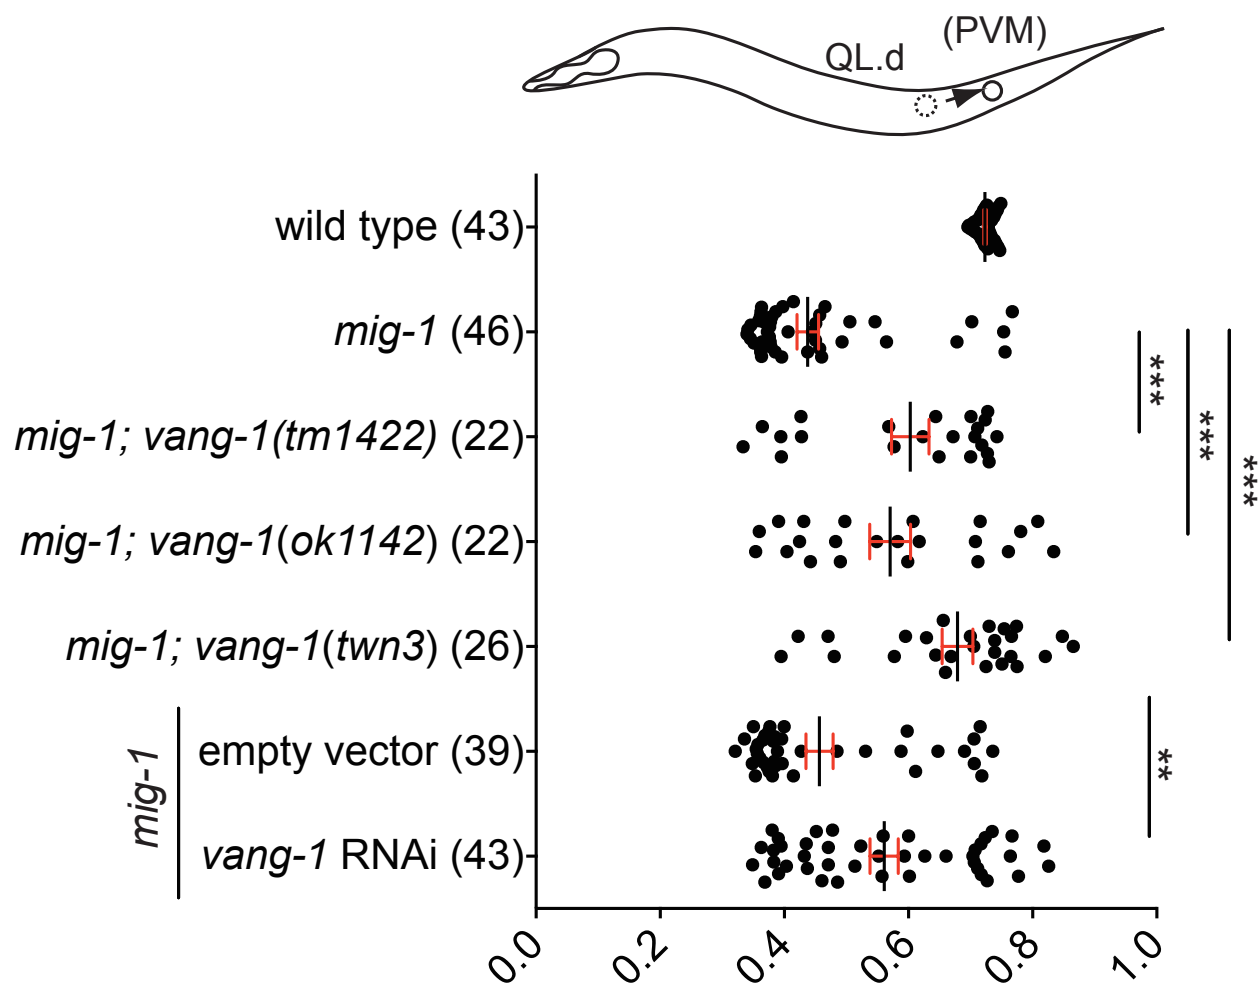 (PVM)
QL.d
wild type (43)
mig-1 (46)
***
mig-1; vang-1(tm1422) (22)
***
***
mig-1; vang-1(ok1142) (22)
mig-1; vang-1(twn3) (26)
mig-1
empty vector (39)
**
vang-1 RNAi (43)
0.0 0.2 0.4 0.6 0.8 1.0